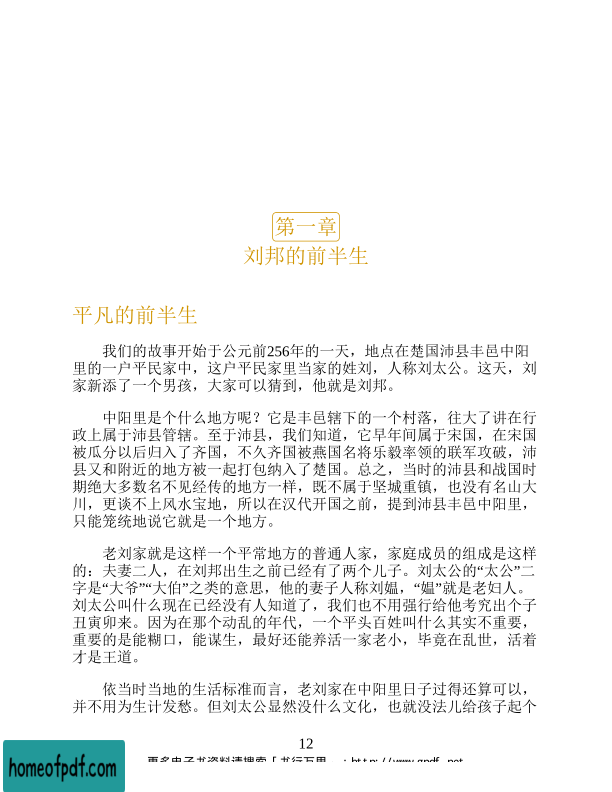 第一章
刘邦的前半生
平凡的前半生
我们的故事开始于公元前256年的一天，地点在楚国沛县丰邑中阳
里的一户平民家中，这户平民家里当家的姓刘，人称刘太公。这天，刘
家新添了一个男孩，大家可以猜到，他就是刘邦。
中阳里是个什么地方呢？它是丰邑辖下的一个村落，往大了讲在行
政上属于沛县管辖。至于沛县，我们知道，它早年间属于宋国，在宋国
被瓜分以后归入了齐国，不久齐国被燕国名将乐毅率领的联军攻破，沛
县又和附近的地方被一起打包纳入了楚国。总之，当时的沛县和战国时
期绝大多数名不见经传的地方一样，既不属于坚城重镇，也没有名山大
川，更谈不上风水宝地，所以在汉代开国之前，提到沛县丰邑中阳里，
只能笼统地说它就是一个地方。
老刘家就是这样一个平常地方的普通人家，家庭成员的组成是这样
的：夫妻二人，在刘邦出生之前已经有了两个儿子。刘太公的“太公”二
字是“大爷”“大伯”之类的意思，他的妻子人称刘媪，“媪”就是老妇人。
刘太公叫什么现在已经没有人知道了，我们也不用强行给他考究出个子
丑寅卯来。因为在那个动乱的年代，一个平头百姓叫什么其实不重要，
重要的是能糊口，能谋生，最好还能养活一家老小，毕竟在乱世，活着
才是王道。
依当时当地的生活标准而言，老刘家在中阳里日子过得还算可以，
并不用为生计发愁。但刘太公显然没什么文化，也就没法儿给孩子起个
12
homeofpdf.com